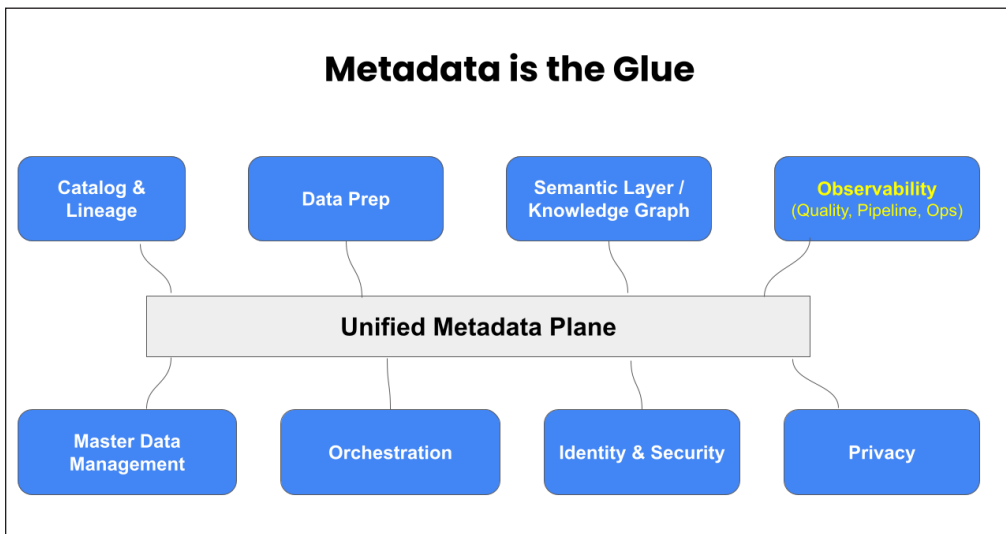 Metadata is the Glue
Catalog &
Lineage
Data Prep
Semantic Layer /
Knowledge Graph
Observability
(Quality, Pipeline, Ops)
Unified Metadata Plane
Master Data
Management
Orchestration
Identity & Security
Privacy